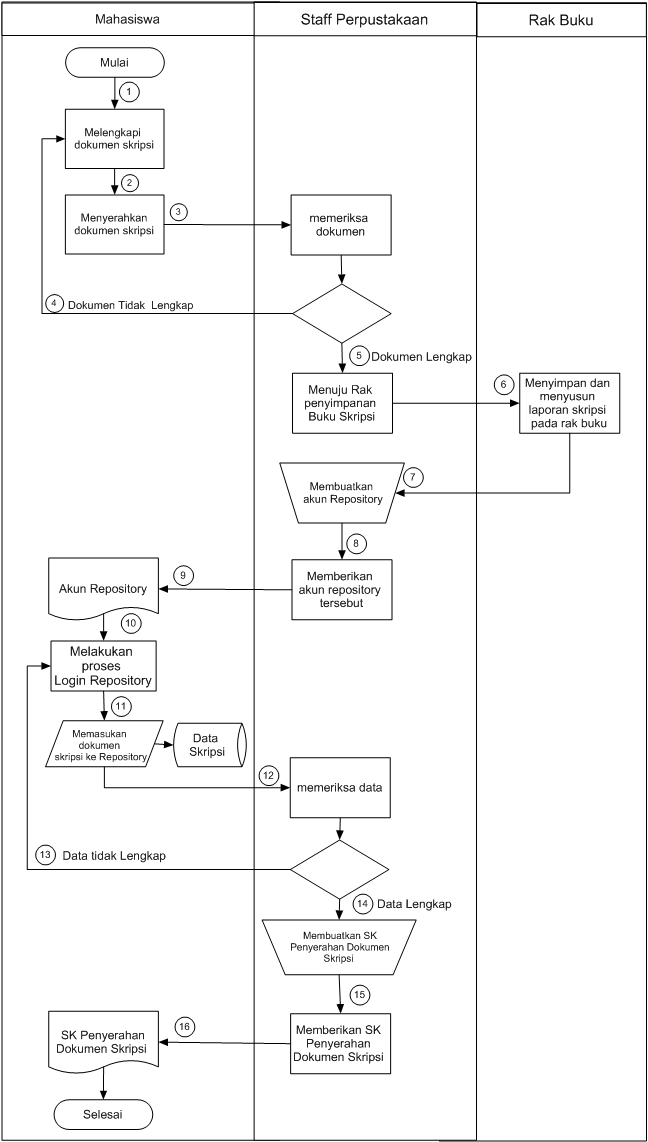 Mahasiswa
Staff Perpustakaan
Rak Buku
Mulai
1
Melengkapi
dokumen skripsi
2
Menyerahkan
dokumen skripsi
3
memeriksa
dokumen
4
Dokumen Tidak Lengkap
5
Dokumen Lengkap
Menuju Rak
penyimpanan
Buku Skripsi
6
Menyimpan dan
menyusun
laporan skripsi
pada rak buku
7
Membuatkan
akun Repository
8
Memberikan
akun repository
tersebut
9
Akun Repository
10
Melakukan
proses
Login Repository
11
Memasukan
dokumen
skripsi ke Repository
Data
Skripsi
12
memeriksa data
13
Data tidak Lengkap
14
Data Lengkap
Membuatkan SK
Penyerahan Dokumen
Skripsi
15
Memberikan SK
Penyerahan
Dokumen Skripsi
16
SK Penyerahan
Dokumen Skripsi
Selesai